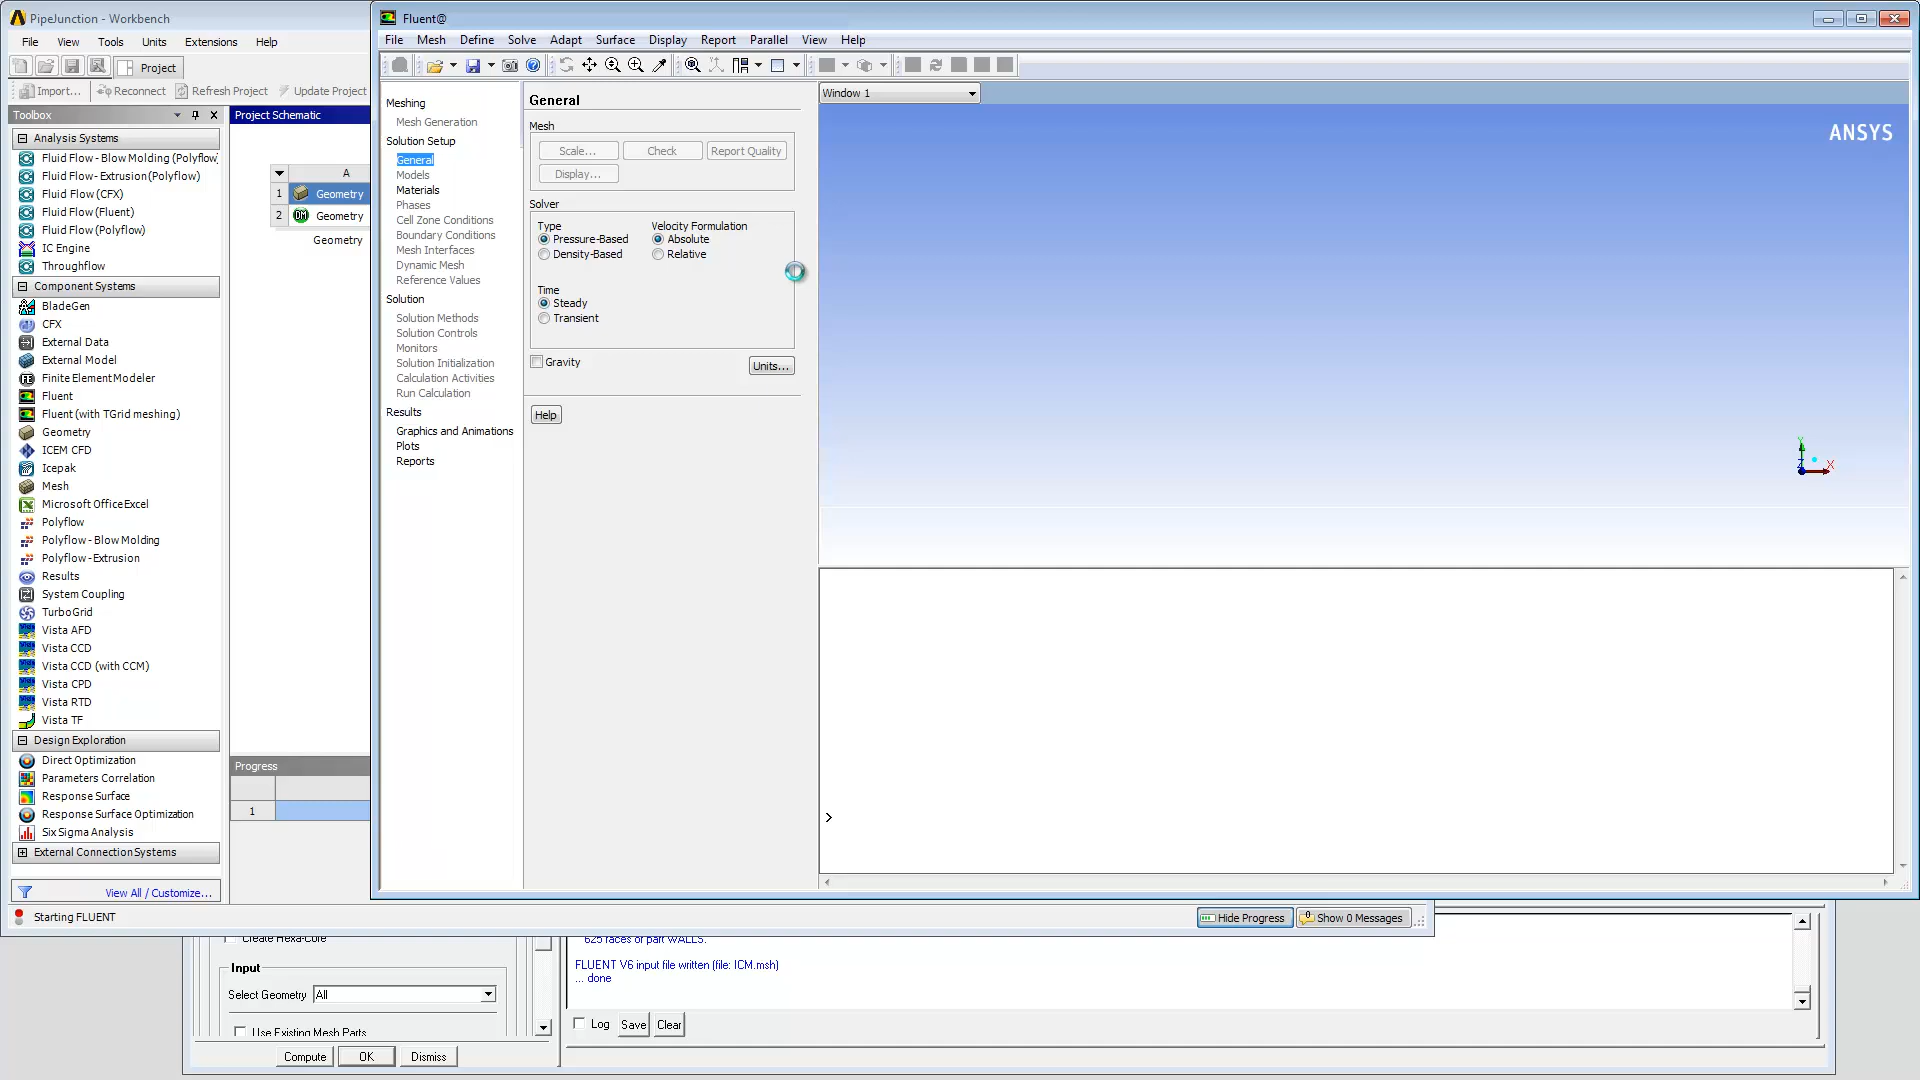 PipeJunction - Workbench
File View Tools Units Extensions Help
Project
Import... Reconnect Refresh Project Update Project
Toolbox
Analysis Systems
Fluid Flow - Blow Molding (Polyflow)
Fluid Flow - Extrusion (Polyflow)
Fluid Flow (CFX)
Fluid Flow (Fluent)
Fluid Flow (Polyflow)
IC Engine
Throughflow
Component Systems
BladeGen
CFX
External Data
External Model
Finite Element Modeler
Fluent
Fluent (with TGrid meshing)
Geometry
ICEM CFD
Icepak
Mesh
Microsoft Office Excel
Polyflow
Polyflow - Blow Molding
Polyflow - Extrusion
Results
System Coupling
TurboGrid
Vista AFD
Vista CCD
Vista CCD (with CCM)
Vista CPD
Vista RTD
Vista TF
Design Exploration
Direct Optimization
Parameters Correlation
Response Surface
Response Surface Optimization
Six Sigma Analysis
External Connection Systems
View All / Customize...
Starting FLUENT
Project Schematic
A
1 Geometry
2 DM Geometry
Geometry
Progress
1
Hide Progress
0 Show 0 Messages
Fluent@
File Mesh Define Solve Adapt Surface Display Report Parallel View Help
Meshing
Mesh Generation
Solution Setup
General
Models
Materials
Phases
Cell Zone Conditions
Boundary Conditions
Mesh Interfaces
Dynamic Mesh
Reference Values
Solution
Solution Methods
Solution Controls
Monitors
Solution Initialization
Calculation Activities
Run Calculation
Results
Graphics and Animations
Plots
Reports
General
Mesh
Scale... Check Report Quality
Display...
Solver
Type Velocity Formulation
Pressure-Based Absolute
Density-Based Relative
Time
Steady
Transient
Gravity Units...
Help
Window 1
ANSYS
Y
Z X
>
Create Hexa-Core
Input
Select Geometry All
Use Existing Mesh Parts
Compute OK Dismiss
625 faces of part WALLS.
FLUENT V6 input file written (file: ICM.msh)
... done
Log Save Clear